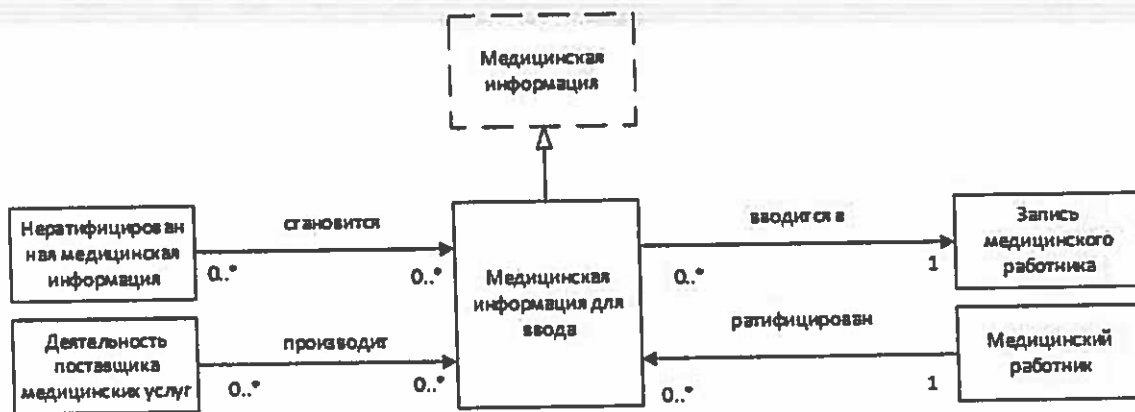 Медицинская
информация
Нератифицирован
ная медицинская
информация
становится
0..*
0..*
Медицинская
информация для
ввода
вводится в
0..*
1
Запись
медицинского
работника
Деятельность
поставщика
медицинских услуг
производит
0..*
0..*
ратифицирован
0..*
1
Медицинский
работник